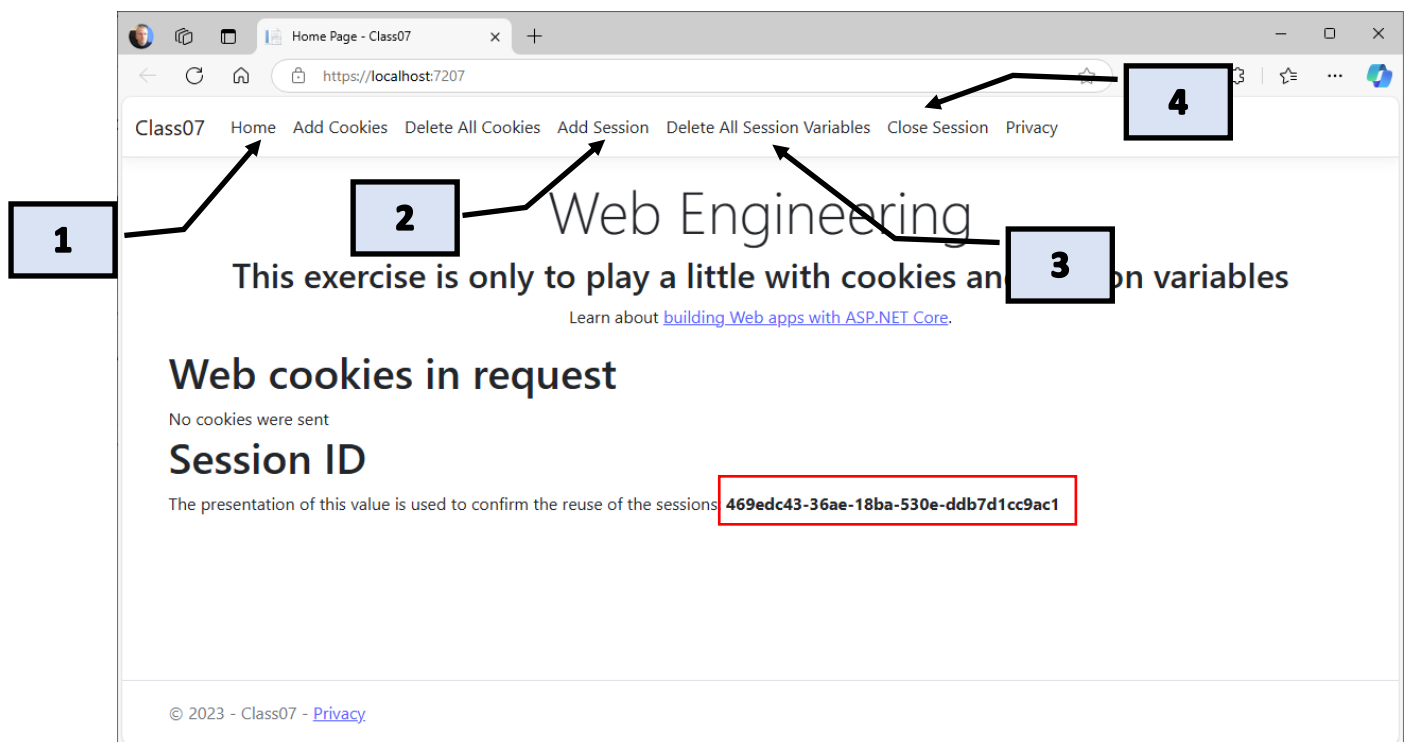 Home Page - Class07
https://localhost:7207
4
Class07 Home Add Cookies Delete All Cookies Add Session Delete All Session Variables Close Session Privacy
1
2
Web Engineering
3
This exercise is only to play a little with cookies an on variables
Learn about building Web apps with ASP.NET Core.
Web cookies in request
No cookies were sent
Session ID
The presentation of this value is used to confirm the reuse of the sessions 469edc43-36ae-18ba-530e-ddb7d1cc9ac1
© 2023 - Class07 - Privacy